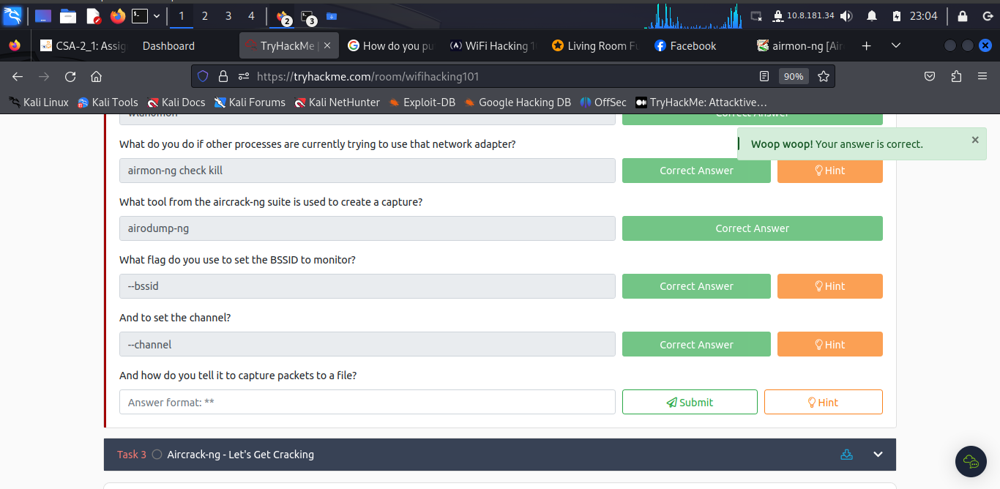 1 2 3 4 2 3 10.8.181.34 23:04
CSA-2_1: Assig Dashboard TryHackMe | How do you pu WiFi Hacking 1 Living Room Fu Facebook airmon-ng [Air
https://tryhackme.com/room/wifihacking101 90%
Kali Linux Kali Tools Kali Docs Kali Forums Kali NetHunter Exploit-DB Google Hacking DB OffSec TryHackMe: Attacktive…
Correct Answer
What do you do if other processes are currently trying to use that network adapter?
Woop woop! Your answer is correct. ×
airmon-ng check kill Correct Answer Hint
What tool from the aircrack-ng suite is used to create a capture?
airodump-ng Correct Answer
What flag do you use to set the BSSID to monitor?
--bssid Correct Answer Hint
And to set the channel?
--channel Correct Answer Hint
And how do you tell it to capture packets to a file?
Answer format: ** Submit Hint
Task 3 Aircrack-ng - Let's Get Cracking